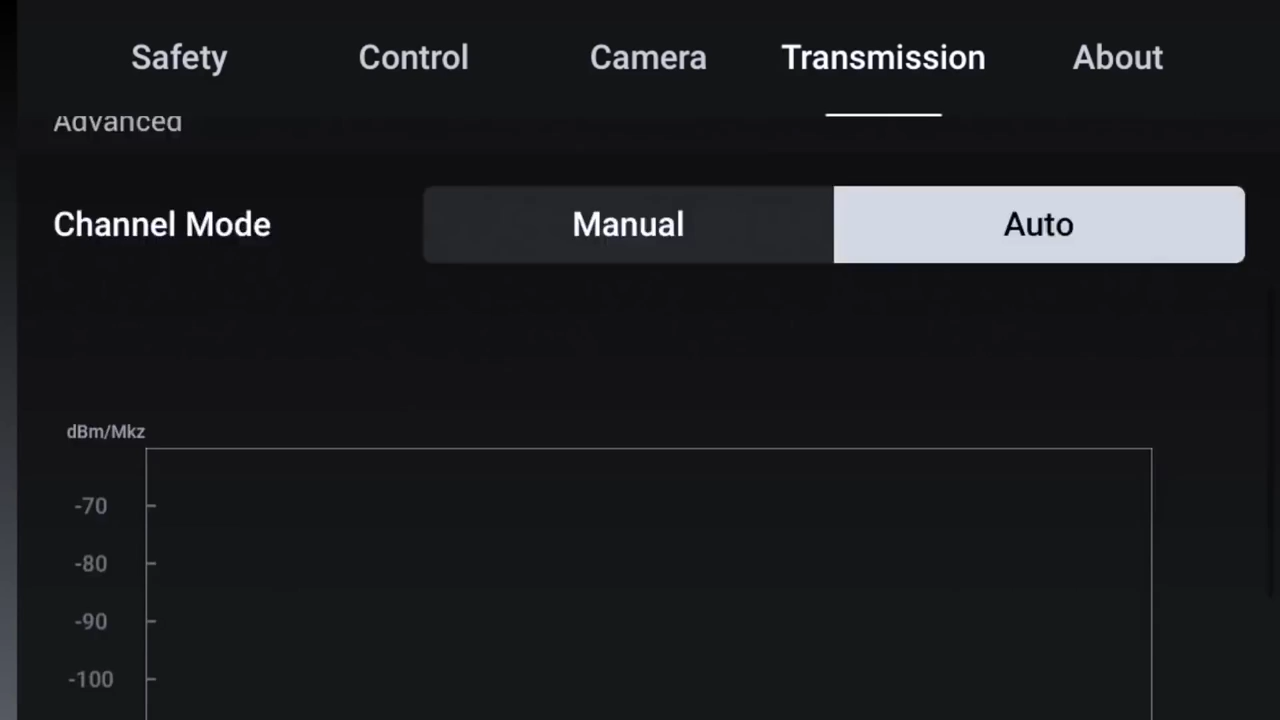 Safety Control Camera Transmission About
Advanced
Channel Mode Manual Auto
dBm/Mkz
-70
-80
-90
-100